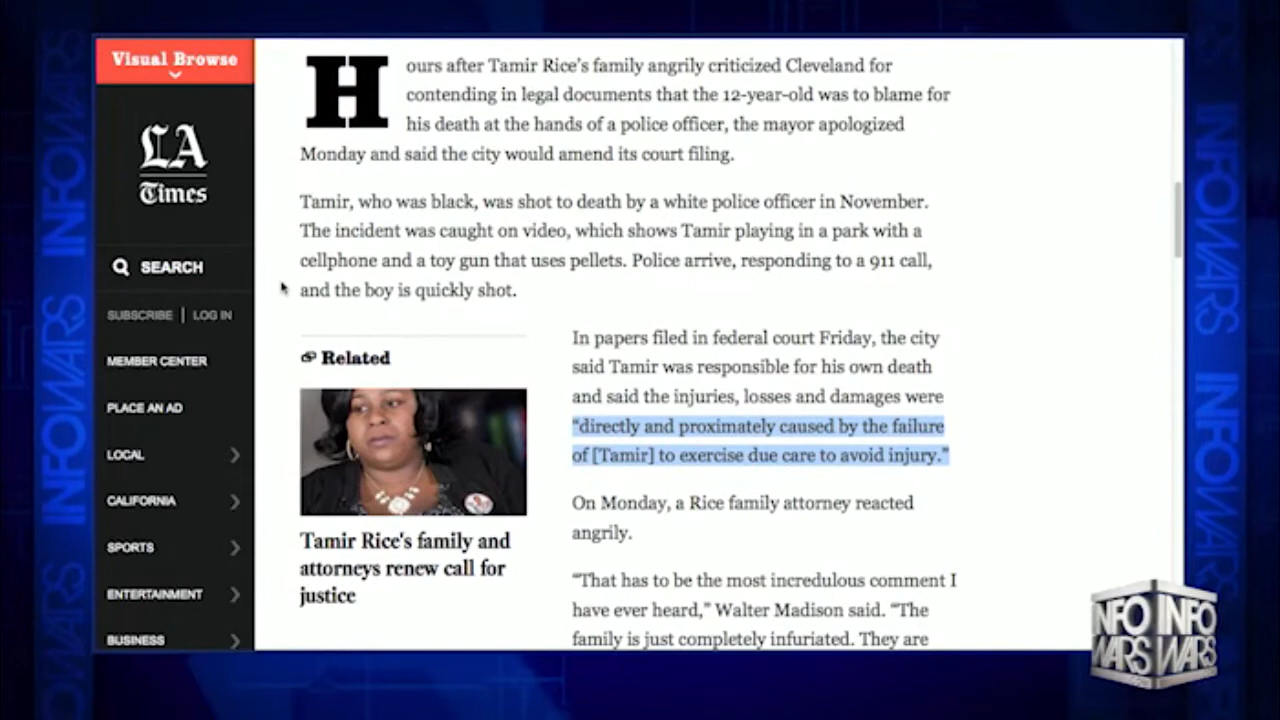 Visual Browse
LA
Times
SEARCH
SUBSCRIBE | LOG IN
MEMBER CENTER
PLACE AN AD
LOCAL
CALIFORNIA
SPORTS
ENTERTAINMENT
BUSINESS
Hours after Tamir Rice's family angrily criticized Cleveland for
contending in legal documents that the 12-year-old was to blame for
his death at the hands of a police officer, the mayor apologized
Monday and said the city would amend its court filing.
Tamir, who was black, was shot to death by a white police officer in November.
The incident was caught on video, which shows Tamir playing in a park with a
cellphone and a toy gun that uses pellets. Police arrive, responding to a 911 call,
and the boy is quickly shot.
Related
Tamir Rice's family and
attorneys renew call for
justice
In papers filed in federal court Friday, the city
said Tamir was responsible for his own death
and said the injuries, losses and damages were
“directly and proximately caused by the failure
of [Tamir] to exercise due care to avoid injury.”
On Monday, a Rice family attorney reacted
angrily.
“That has to be the most incredulous comment I
have ever heard,” Walter Madison said. “The
family is just completely infuriated. They are
INFOWARS
INFOWARS
INFOWARS
INFOWARS
INFO
WARS
INFO
WARS